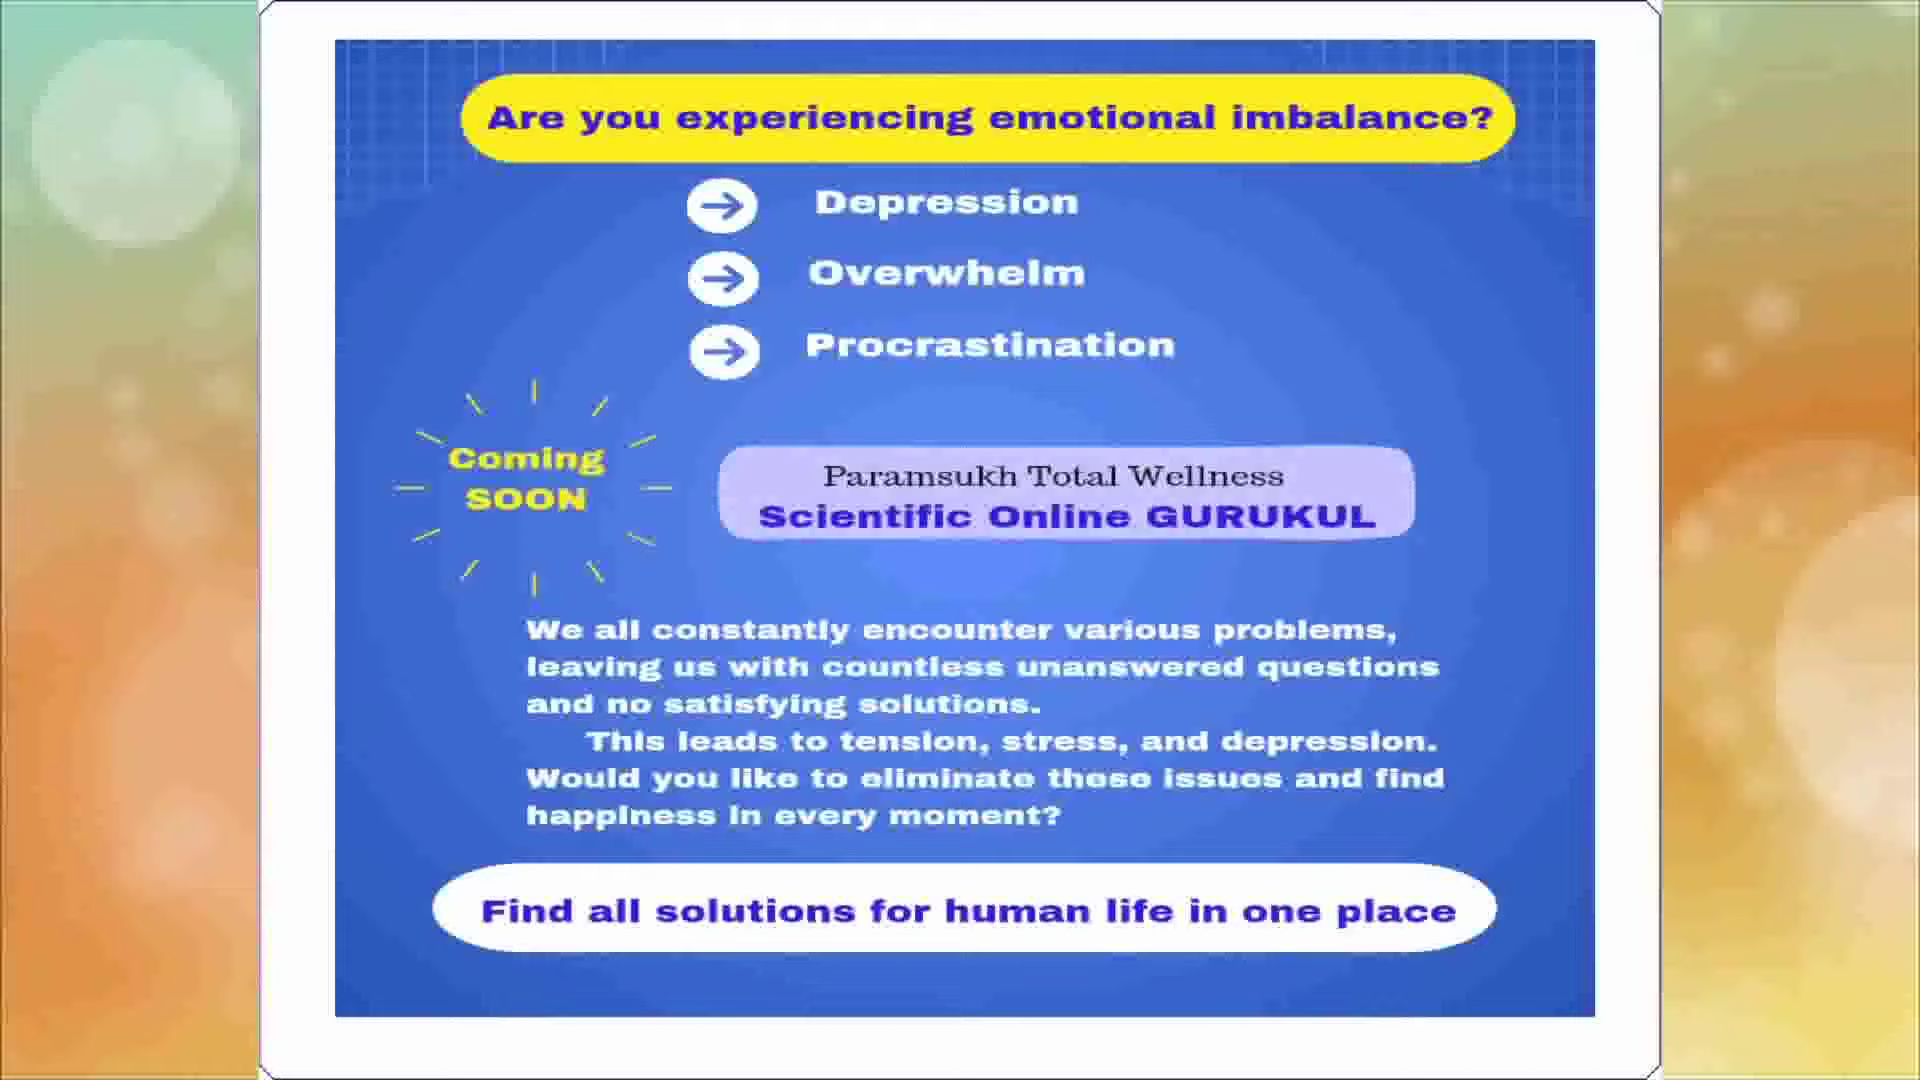 Are you experiencing emotional imbalance?
Depression
Overwhelm
Procrastination
Coming
SOON
Paramsukh Total Wellness
Scientific Online GURUKUL
We all constantly encounter various problems,
leaving us with countless unanswered questions
and no satisfying solutions.
This leads to tension, stress, and depression.
Would you like to eliminate these issues and find
happiness in every moment?
Find all solutions for human life in one place